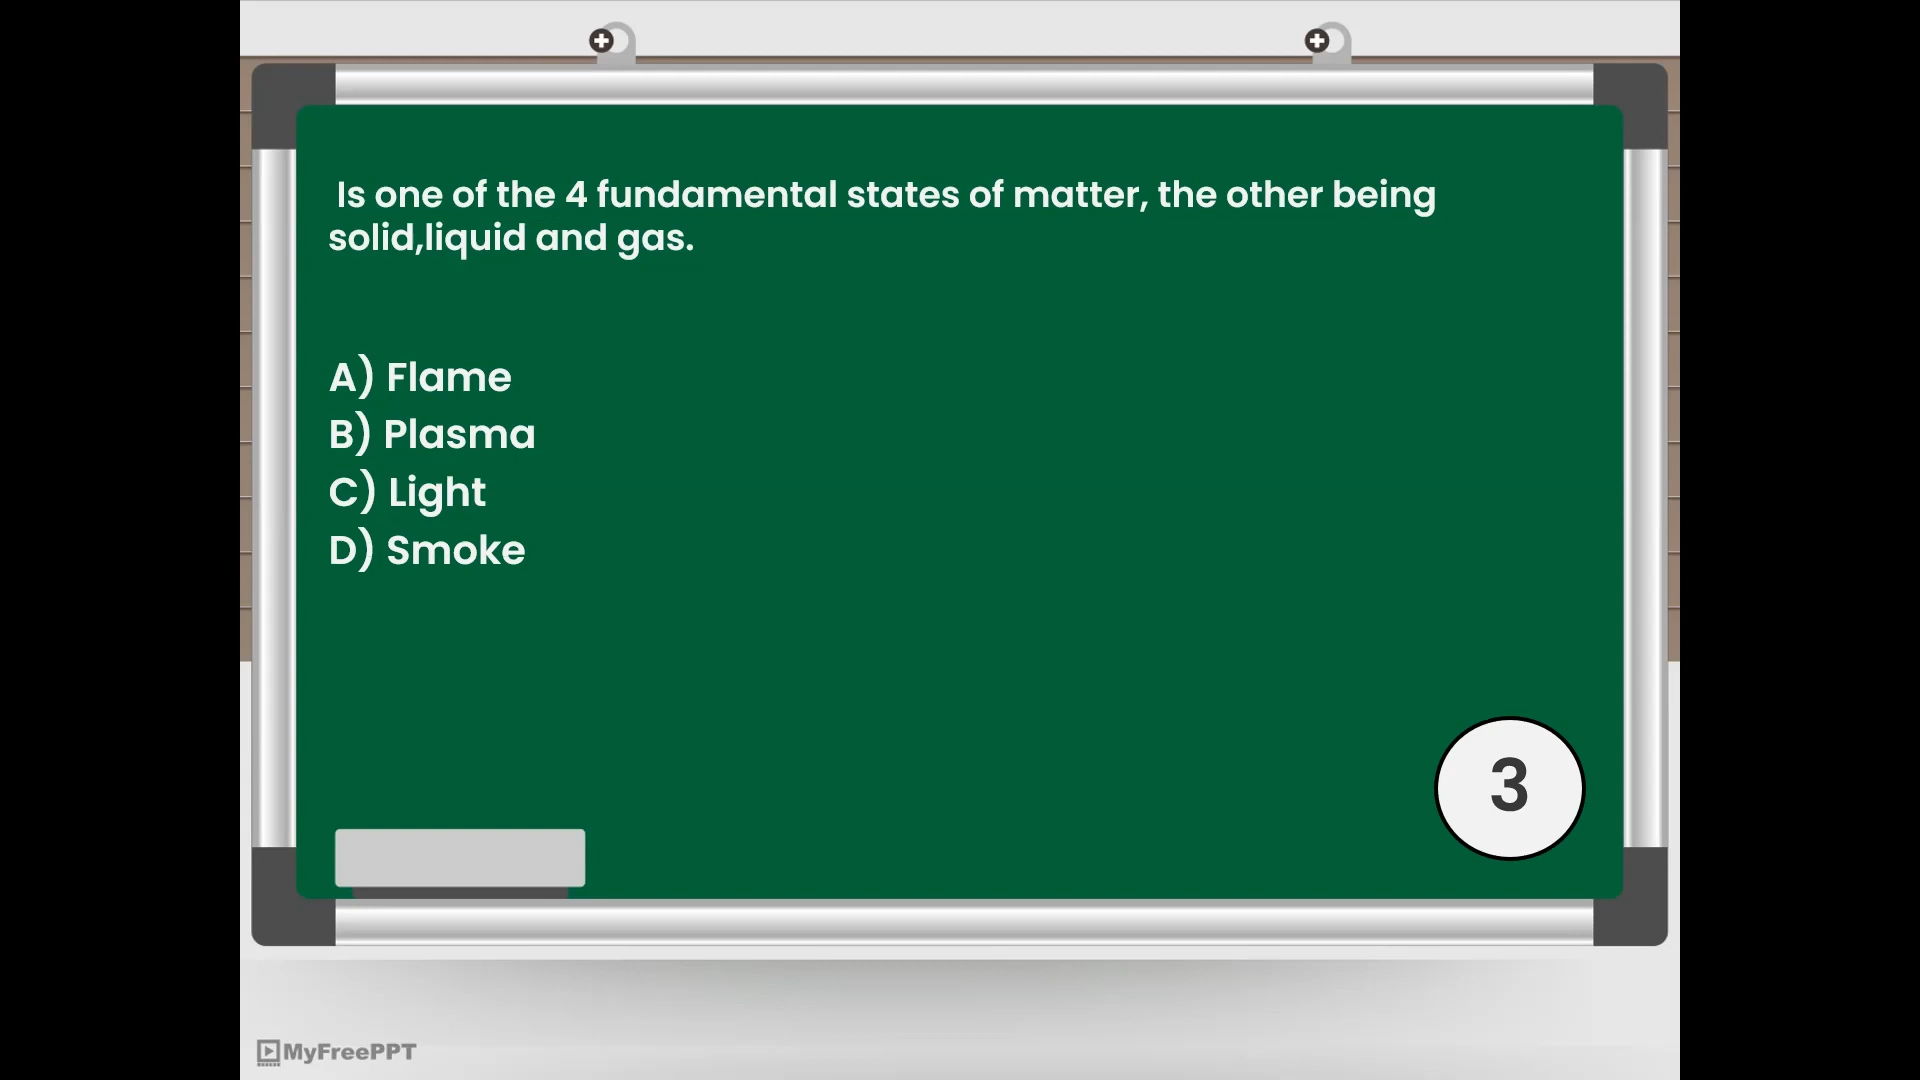 Is one of the 4 fundamental states of matter, the other being
solid,liquid and gas.
A) Flame
B) Plasma
C) Light
D) Smoke
3
MyFreePPT